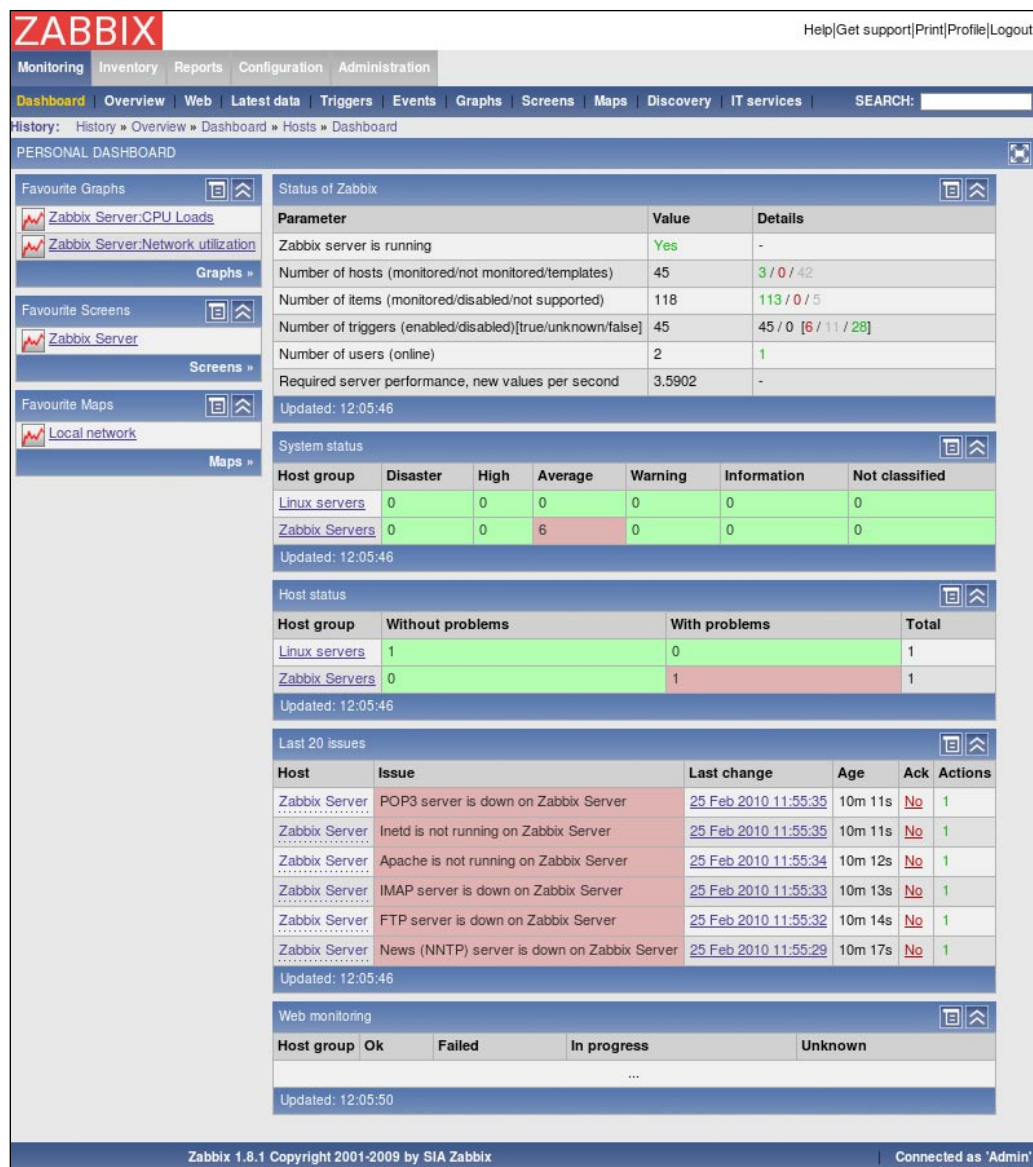 ZABBIX
Help|Get support|Print|Profile|Logout
Monitoring Inventory Reports Configuration Administration
Dashboard | Overview | Web | Latest data | Triggers | Events | Graphs | Screens | Maps | Discovery | IT services | SEARCH:
History: History » Overview » Dashboard » Hosts » Dashboard
PERSONAL DASHBOARD
Favourite Graphs
Zabbix Server:CPU Loads
Zabbix Server:Network utilization
Graphs »
Favourite Screens
Zabbix Server
Screens »
Favourite Maps
Local network
Maps »
Status of Zabbix
Parameter Value Details
Zabbix server is running Yes -
Number of hosts (monitored/not monitored/templates) 45 3 / 0 / 42
Number of items (monitored/disabled/not supported) 118 113 / 0 / 5
Number of triggers (enabled/disabled)[true/unknown/false] 45 45 / 0 [6 / 11 / 28]
Number of users (online) 2 1
Required server performance, new values per second 3.5902 -
Updated: 12:05:46
System status
Host group Disaster High Average Warning Information Not classified
Linux servers 0 0 0 0 0 0
Zabbix Servers 0 0 6 0 0 0
Updated: 12:05:46
Host status
Host group Without problems With problems Total
Linux servers 1 0 1
Zabbix Servers 0 1 1
Updated: 12:05:46
Last 20 issues
Host Issue Last change Age Ack Actions
Zabbix Server POP3 server is down on Zabbix Server 25 Feb 2010 11:55:35 10m 11s No 1
Zabbix Server Inetd is not running on Zabbix Server 25 Feb 2010 11:55:35 10m 11s No 1
Zabbix Server Apache is not running on Zabbix Server 25 Feb 2010 11:55:34 10m 12s No 1
Zabbix Server IMAP server is down on Zabbix Server 25 Feb 2010 11:55:33 10m 13s No 1
Zabbix Server FTP server is down on Zabbix Server 25 Feb 2010 11:55:32 10m 14s No 1
Zabbix Server News (NNTP) server is down on Zabbix Server 25 Feb 2010 11:55:29 10m 17s No 1
Updated: 12:05:46
Web monitoring
Host group Ok Failed In progress Unknown
...
Updated: 12:05:50
Zabbix 1.8.1 Copyright 2001-2009 by SIA Zabbix | Connected as 'Admin'